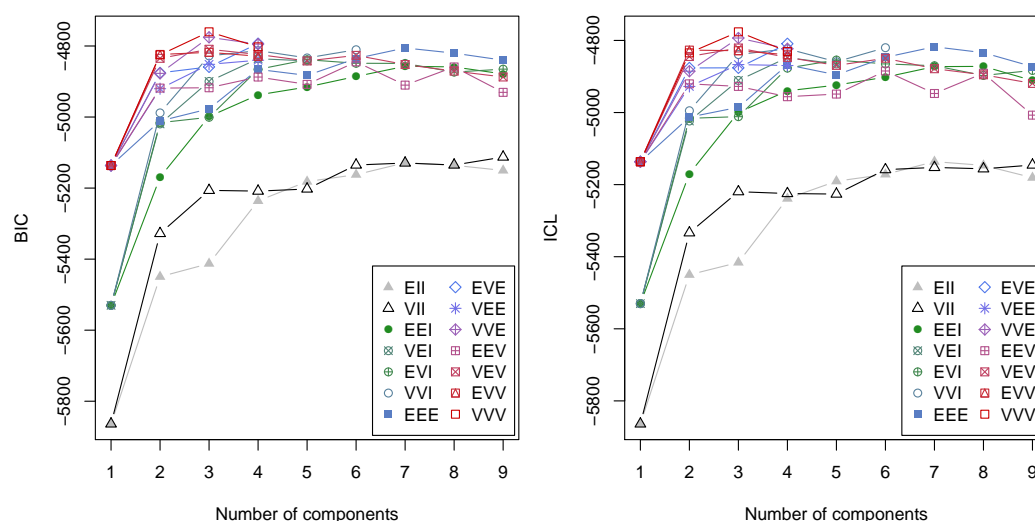 BIC
−4800
−5000
−5200
−5400
−5600
−5800
1 2 3 4 5 6 7 8 9
Number of components
EII EVE
VII VEE
EEI VVE
VEI EEV
EVI VEV
VVI EVV
EEE VVV
ICL
−4800
−5000
−5200
−5400
−5600
−5800
1 2 3 4 5 6 7 8 9
Number of components
EII EVE
VII VEE
EEI VVE
VEI EEV
EVI VEV
VVI EVV
EEE VVV